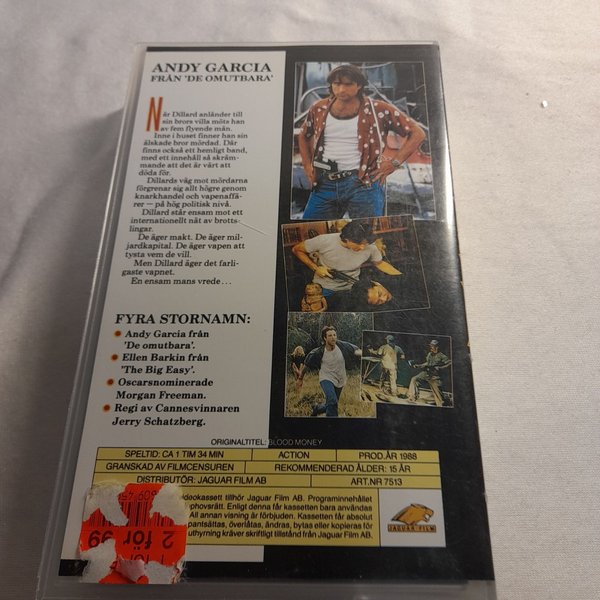 ANDY GARCIA
FRÅN 'DE OMUTBARA'
När Dillard anländer till
sin brors villa möts han
av fem flyende män.
Inne i huset finner han sin
älskade bror mördad. Där
finns också ett hemligt band,
med ett innehåll så skräm-
mande att det är värt att
döda för.
Dillards väg mot mördarna
förgrenar sig allt högre genom
knarkhandel och vapenaffä-
rer — på hög politisk nivå.
Dillard står ensam mot ett
internationellt nät av brotts-
lingar.
De äger makt. De äger mil-
jardkapital. De äger vapen att
tysta vem de vill.
Men Dillard äger det farli-
gaste vapnet.
En ensam mans vrede...
FYRA STORNAMN:
Andy Garcia från
'De omutbara'.
Ellen Barkin från
'The Big Easy'.
Oscarsnominerade
Morgan Freeman.
Regi av Cannesvinnaren
Jerry Schatzberg.
ORIGINALTITEL: BLOOD MONEY
SPELTID: CA 1 TIM 34 MIN ACTION PROD.ÅR 1988
GRANSKAD AV FILMCENSUREN REKOMMENDERAD ÅLDER: 15 ÅR
DISTRIBUTÖR: JAGUAR FILM AB ART.NR 7513
videokassett tillhör Jaguar Film AB. Programinnehållet
ophovsrätt. Enligt denna får kassetten bara användas
All annan visning är förbjuden. Kassetten får absolut
pantsättas, överlåtas, ändras, bytas eller kopieras för
uthyrning kräver skriftligt tillstånd från Jaguar Film AB.
JAGUAR FILM
2 för 99